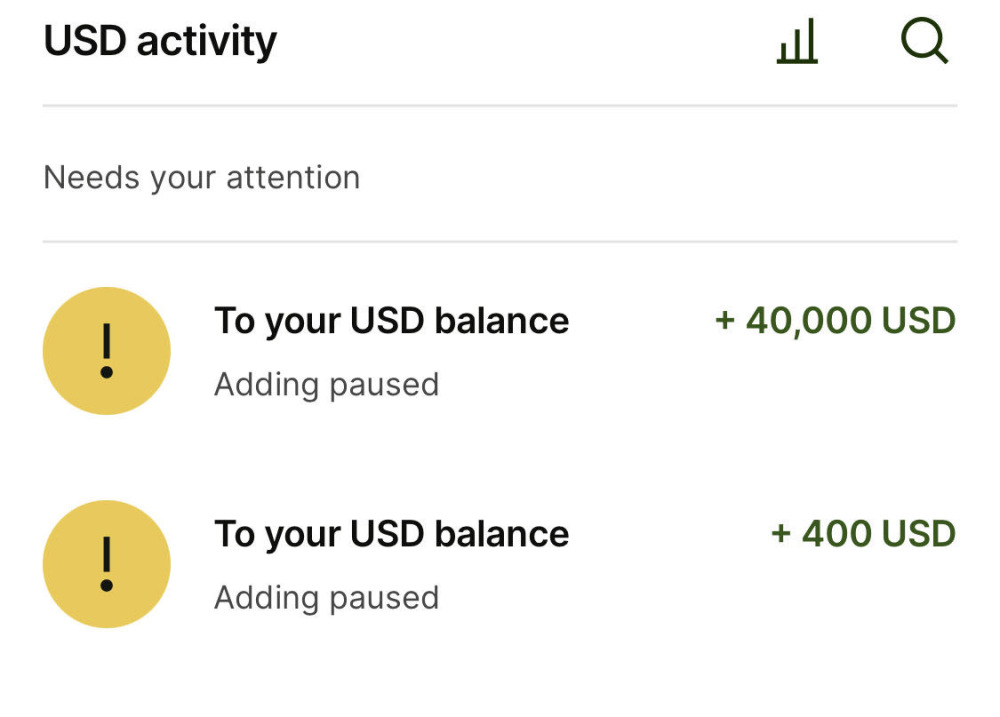 USD activity
Needs your attention
To your USD balance
+ 40,000 USD
Adding paused
To your USD balance
+ 400 USD
Adding paused